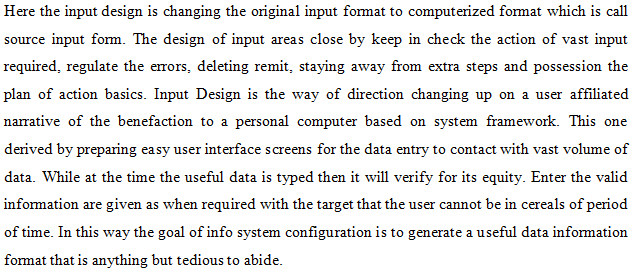 Here the input design is changing the original input format to computerized format which is call
source input form. The design of input areas close by keep in check the action of vast input
required, regulate the errors, deleting remit, staying away from extra steps and possession the
plan of action basics. Input Design is the way of direction changing up on a user affiliated
narrative of the benefaction to a personal computer based on system framework. This one
derived by preparing easy user interface screens for the data entry to contact with vast volume of
data. While at the time the useful data is typed then it will verify for its equity. Enter the valid
information are given as when required with the target that the user cannot be in cereals of period
of time. In this way the goal of info system configuration is to generate a useful data information
format that is anything but tedious to abide.